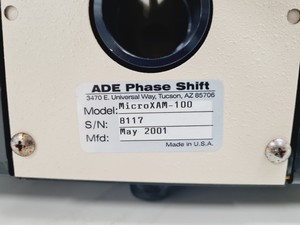 ADE Phase Shift
3470 E. Universal Way, Tucson, AZ 85706
Model: MicroXAM-100
S/N: 8117
Mfd: May 2001
Made in U.S.A.